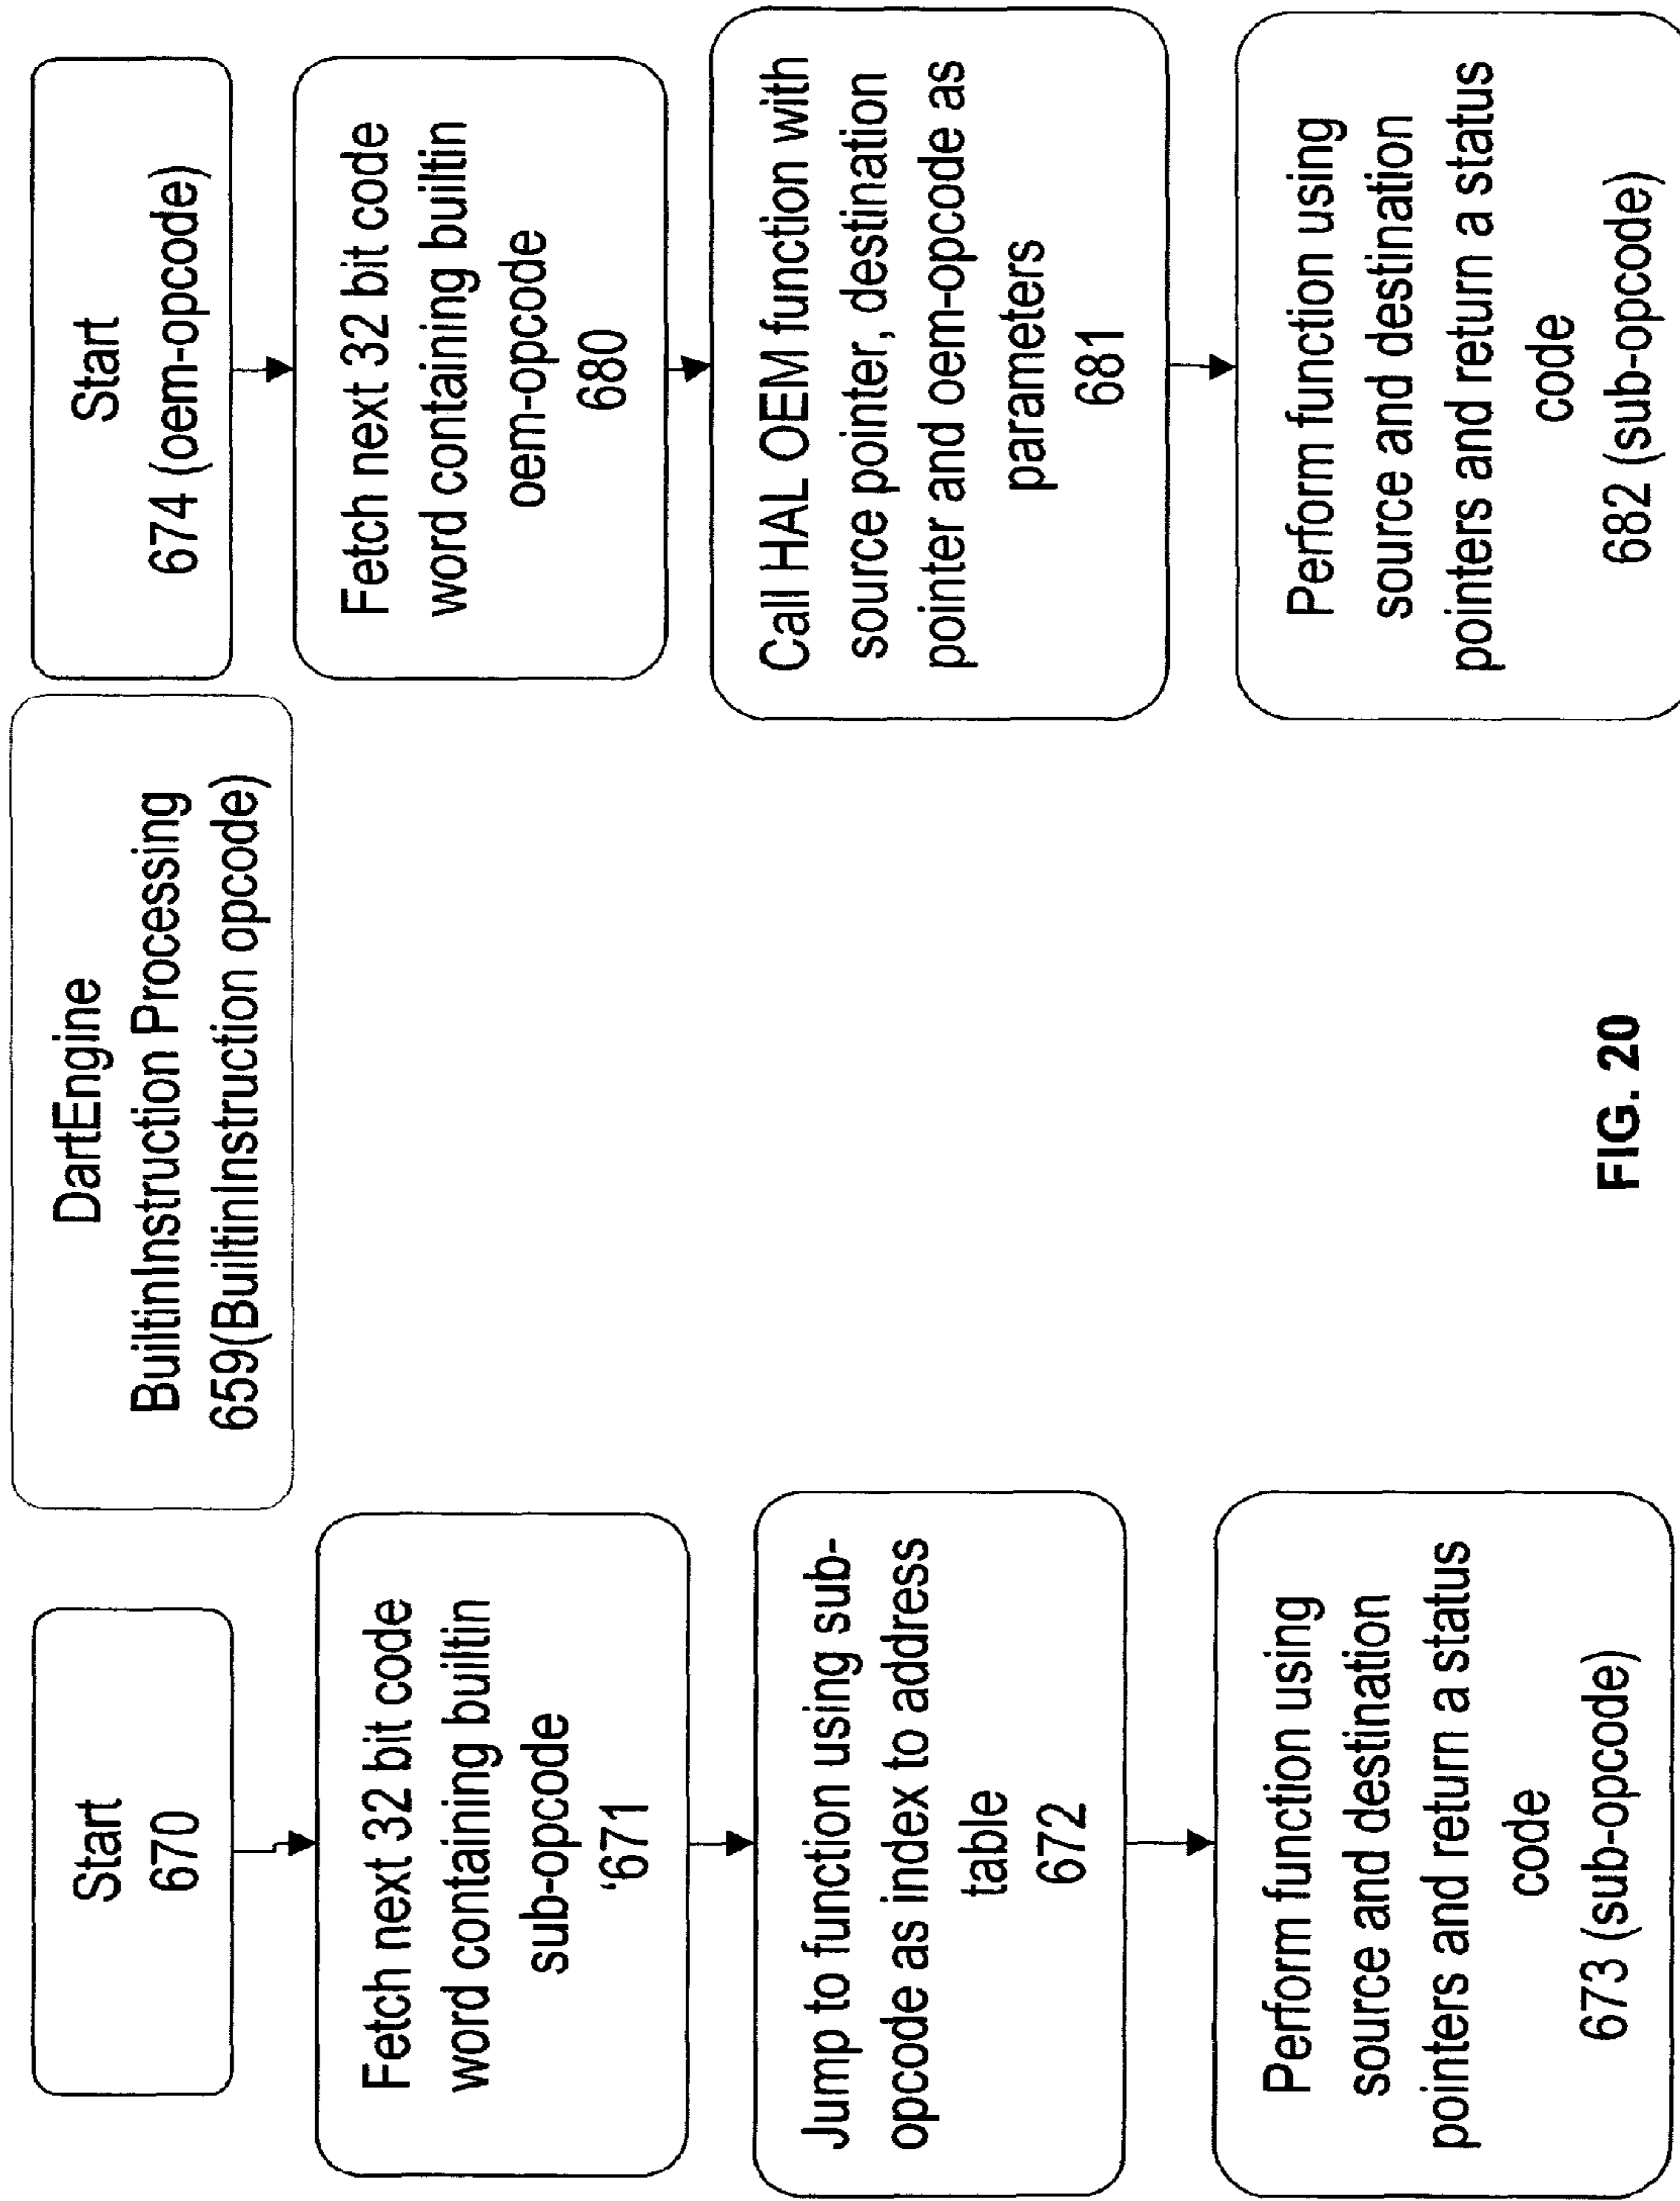 DartEngine
BuiltinInstruction Processing
659(BuiltinInstruction opcode)
Start
670
Fetch next 32 bit code
word containing builtin
sub-opcode
‘671
Jump to function using sub-
opcode as index to address
table
672
Perform function using
source and destination
pointers and return a status
code
673 (sub-opcode)
Start
674 (oem-opcode)
Fetch next 32 bit code
word containing builtin
oem-opcode
680
Call HAL OEM function with
source pointer, destination
pointer and oem-opcode as
parameters
681
Perform function using
source and destination
pointers and return a status
code
682 (sub-opcode)
FIG. 20